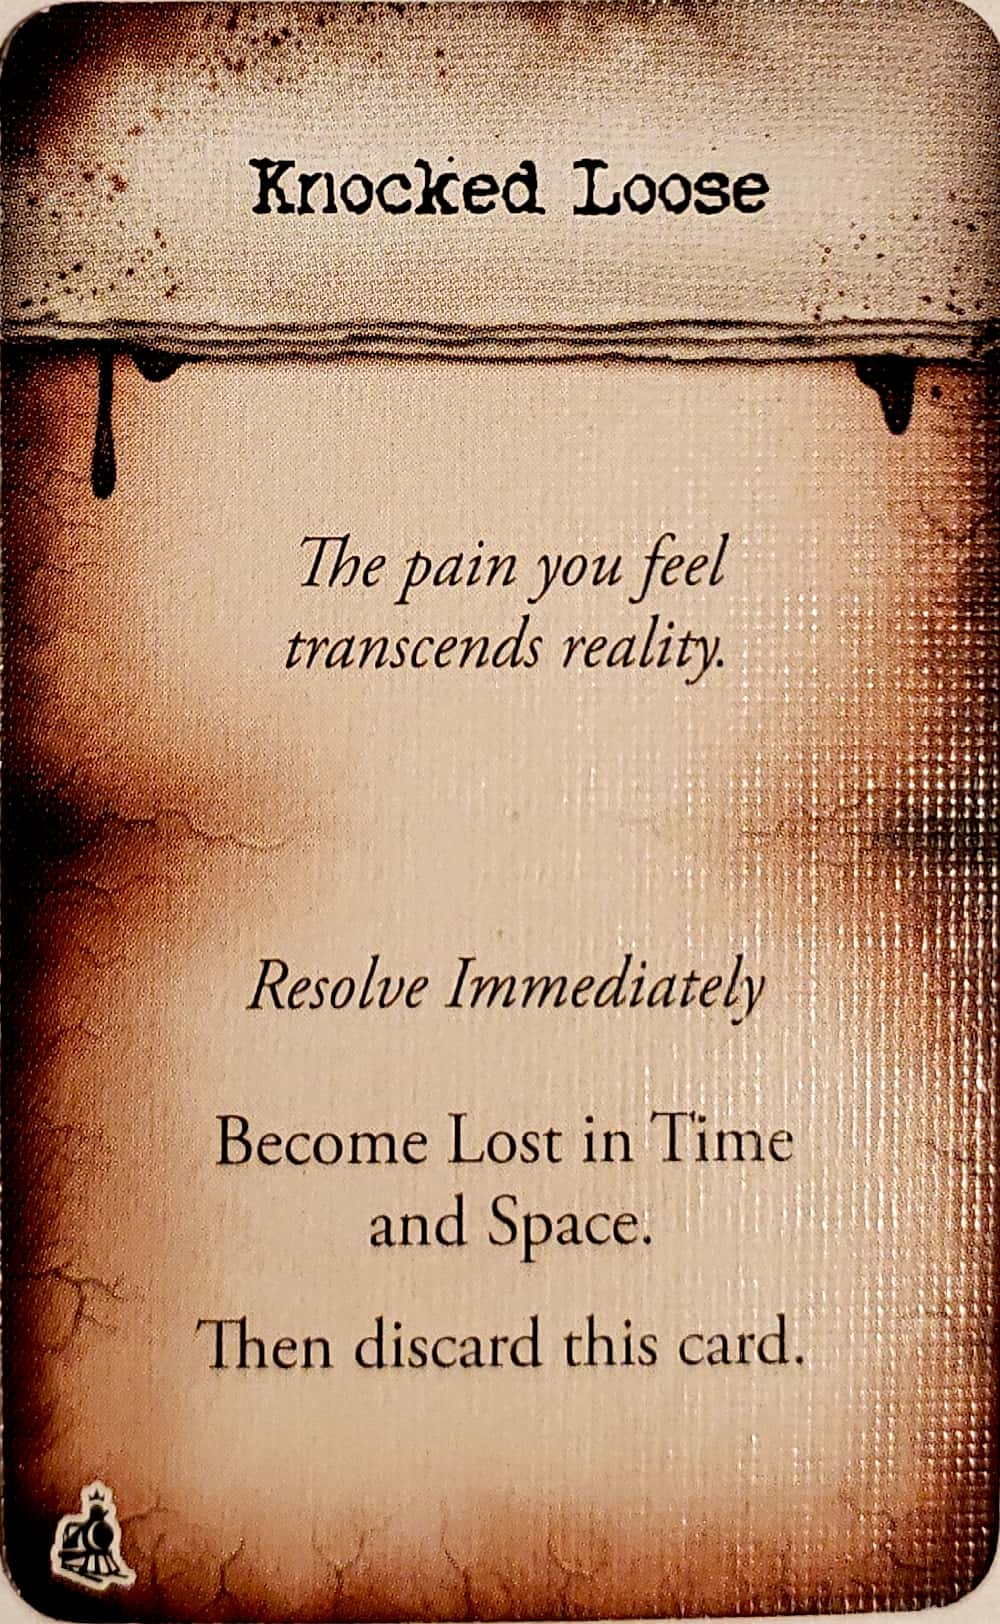 Knocked Loose
The pain you feel
transcends reality.
Resolve Immediately
Become Lost in Time
and Space.
Then discard this card.